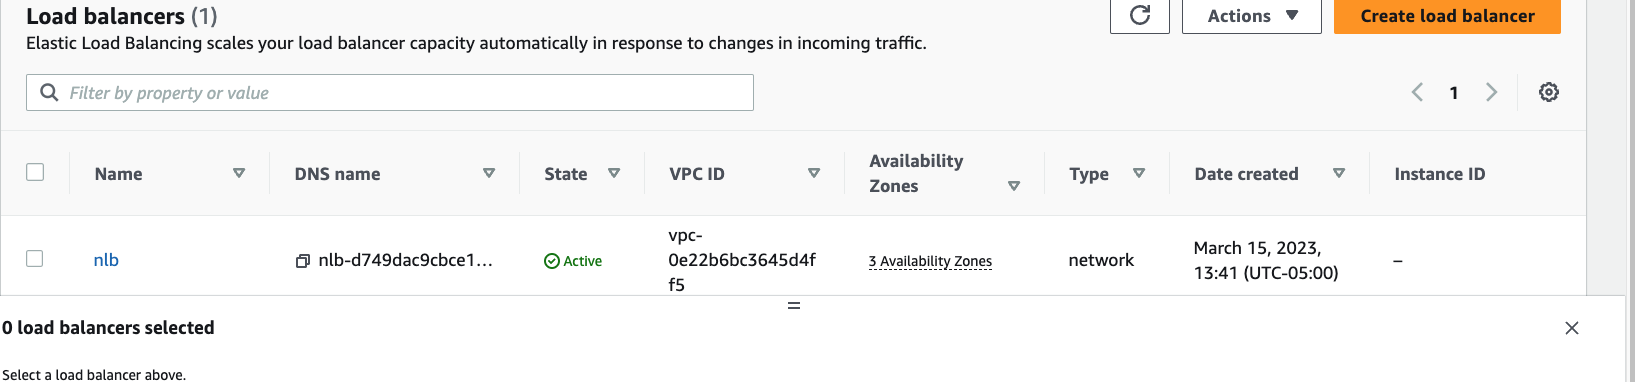 Load balancers (1)
Actions
Create load balancer
Elastic Load Balancing scales your load balancer capacity automatically in response to changes in incoming traffic.
Filter by property or value
1
Name
DNS name
State
VPC ID
Availability
Zones
Type
Date created
Instance ID
nlb
nlb-d749dac9cbce1...
Active
vpc-
0e22b6bc3645d4f
f5
3 Availability Zones
network
March 15, 2023,
13:41 (UTC-05:00)
–
0 load balancers selected
Select a load balancer above.